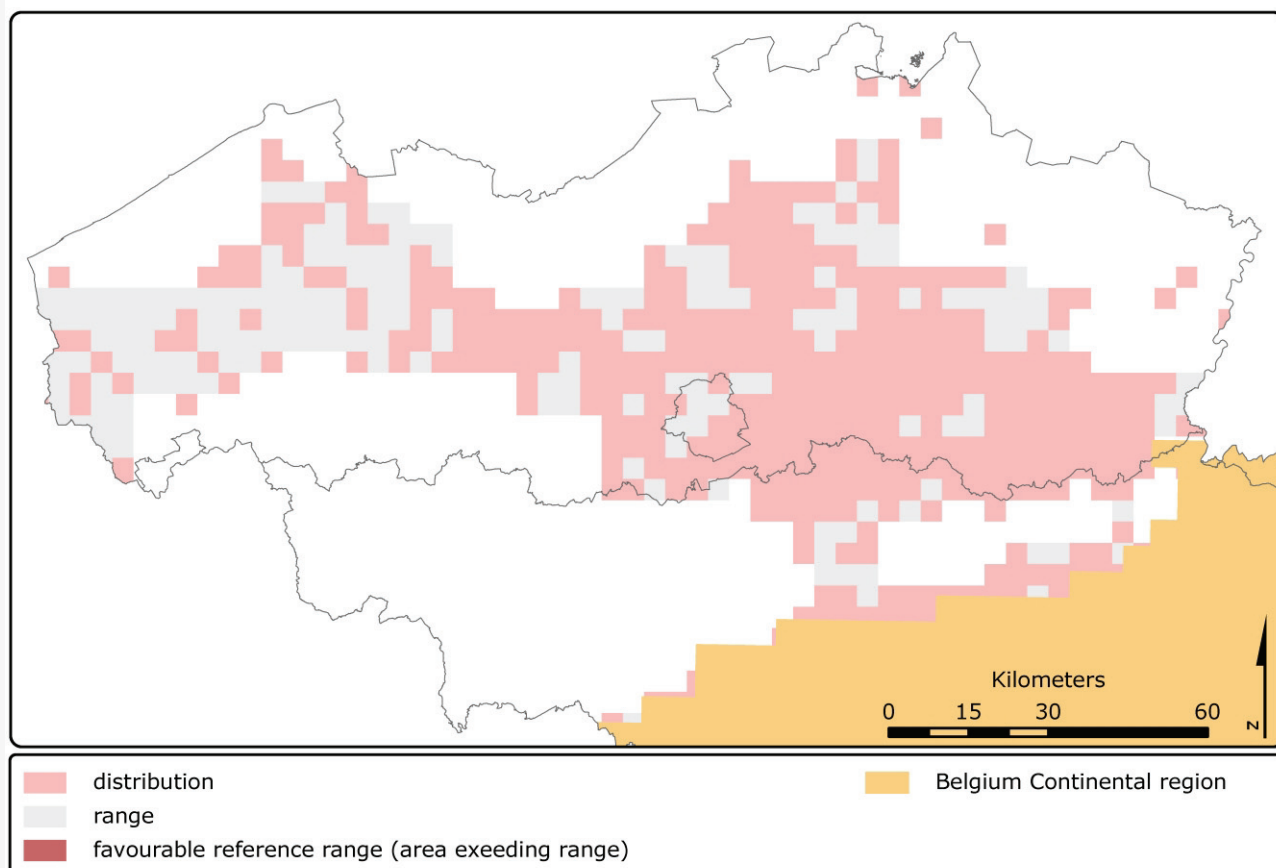 Kilometers
0 15 30 60
N
distribution
range
favourable reference range (area exeeding range)
Belgium Continental region